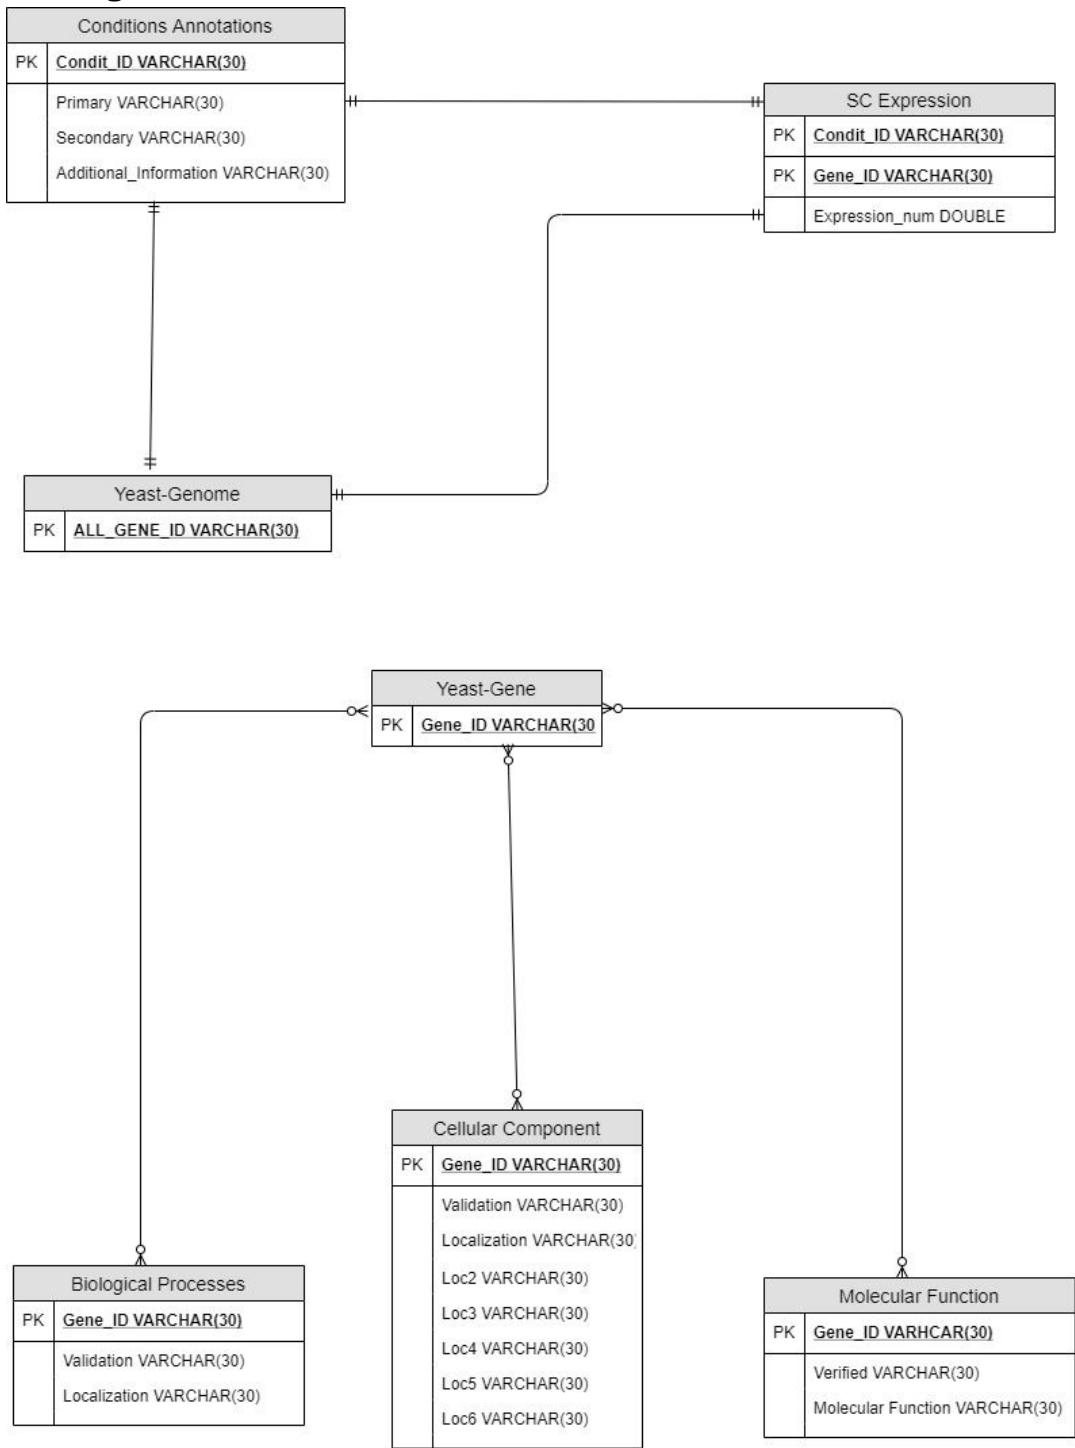 Conditions Annotations
PK Condit_ID VARCHAR(30)
Primary VARCHAR(30)
Secondary VARCHAR(30)
Additional_Information VARCHAR(30)
SC Expression
PK Condit_ID VARCHAR(30)
PK Gene_ID VARCHAR(30)
Expression_num DOUBLE
Yeast-Genome
PK ALL_GENE_ID VARCHAR(30)
Yeast-Gene
PK Gene_ID VARCHAR(30
Cellular Component
PK Gene_ID VARCHAR(30)
Validation VARCHAR(30)
Localization VARCHAR(30)
Loc2 VARCHAR(30)
Loc3 VARCHAR(30)
Loc4 VARCHAR(30)
Loc5 VARCHAR(30)
Loc6 VARCHAR(30)
Biological Processes
PK Gene_ID VARCHAR(30)
Validation VARCHAR(30)
Localization VARCHAR(30)
Molecular Function
PK Gene_ID VARHCAR(30)
Verified VARCHAR(30)
Molecular Function VARCHAR(30)